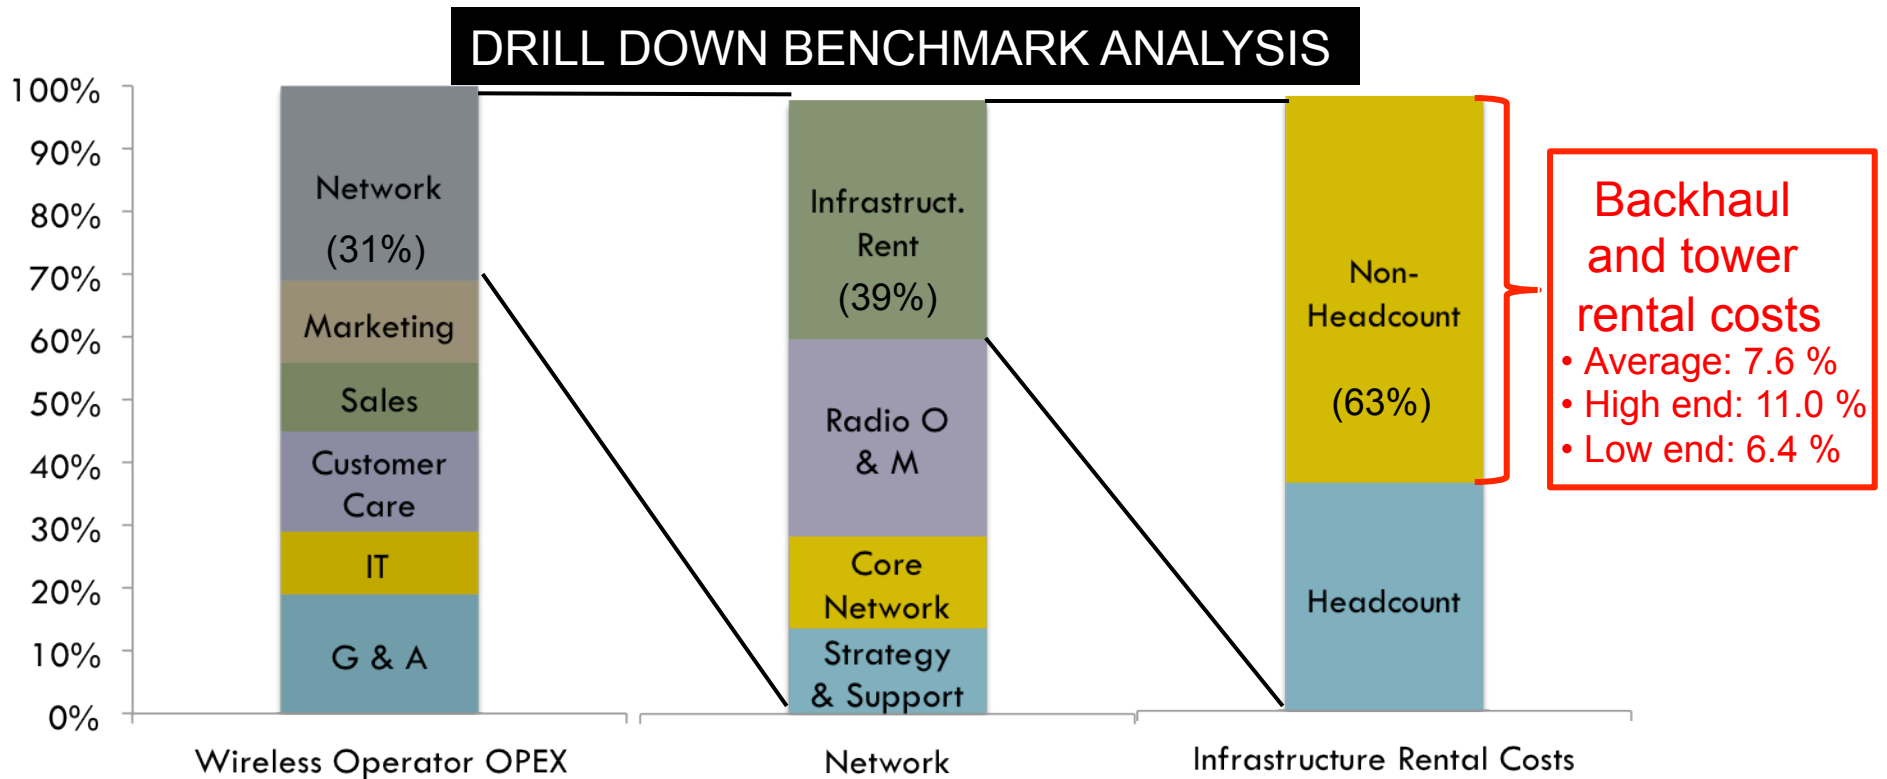 DRILL DOWN BENCHMARK ANALYSIS
100%
90%
80%
70%
60%
50%
40%
30%
20%
10%
0%
Network
(31%)
Marketing
Sales
Customer
Care
IT
G & A
Wireless Operator OPEX
Infrastruct.
Rent
(39%)
Radio O
& M
Core
Network
Strategy
& Support
Network
Non-
Headcount
(63%)
Headcount
Infrastructure Rental Costs
Backhaul
and tower
rental costs
• Average: 7.6 %
• High end: 11.0 %
• Low end: 6.4 %